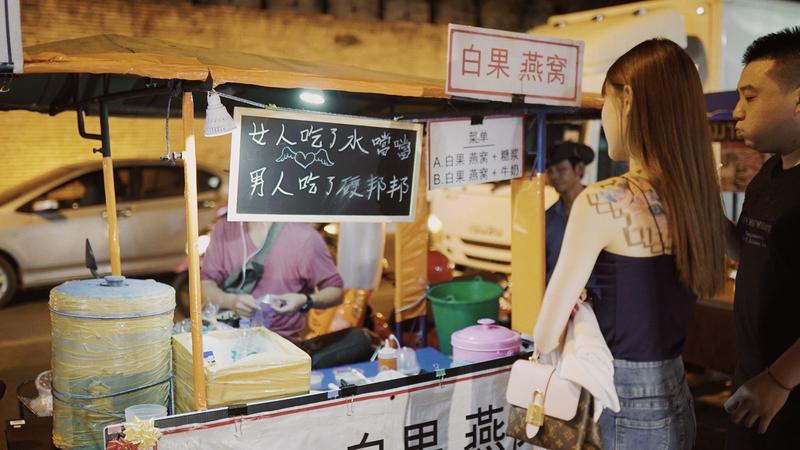 白果 燕窝
女人吃了水噹噹
男人吃了硬邦邦
菜单
A.白果 燕窝 + 糖浆
B.白果 燕窝 + 牛奶
白果 燕